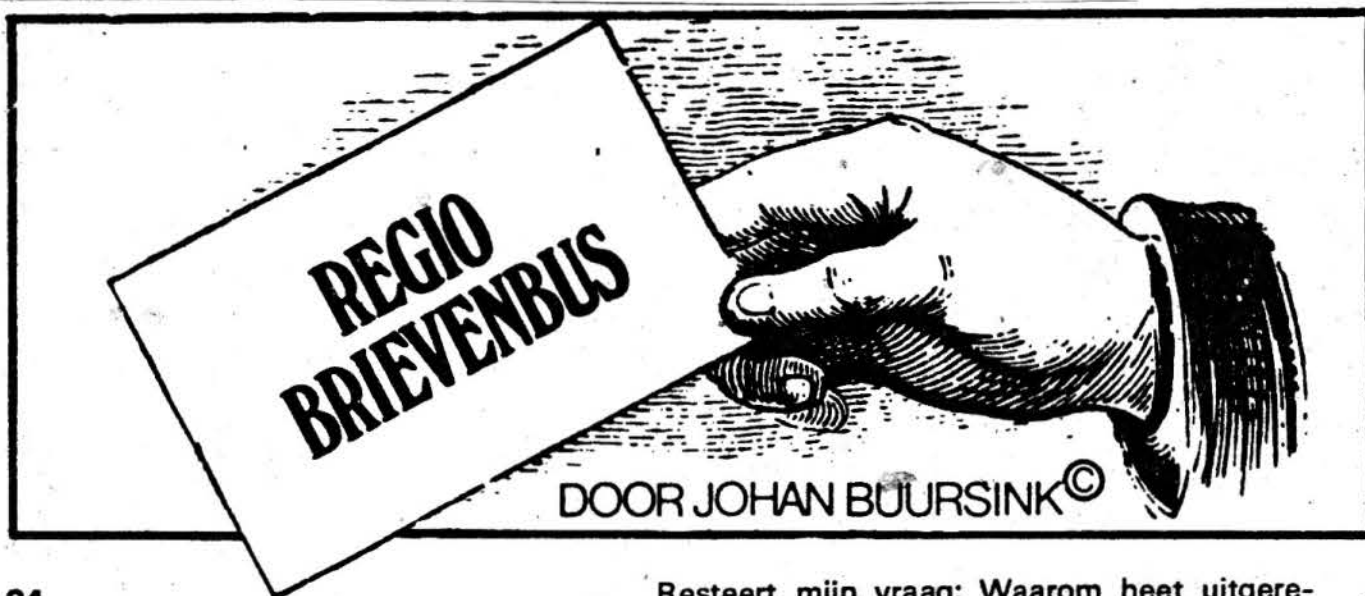 REGIO
BRIEVENBUS
DOOR JOHAN BUURSINK©
Resteert mijn vraag: Waarom heet uitgere-